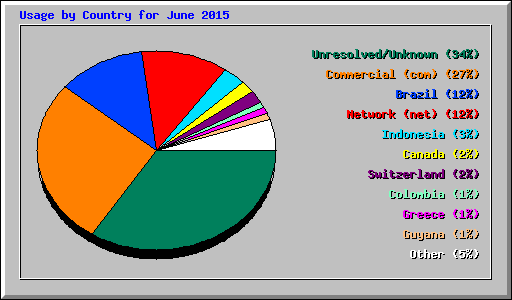 Usage by Country for June 2015
Unresolved/Unknown (34%)
Commercial (com) (27%)
Brazil (12%)
Network (net) (12%)
Indonesia (3%)
Canada (2%)
Switzerland (2%)
Colombia (1%)
Greece (1%)
Guyana (1%)
Other (5%)